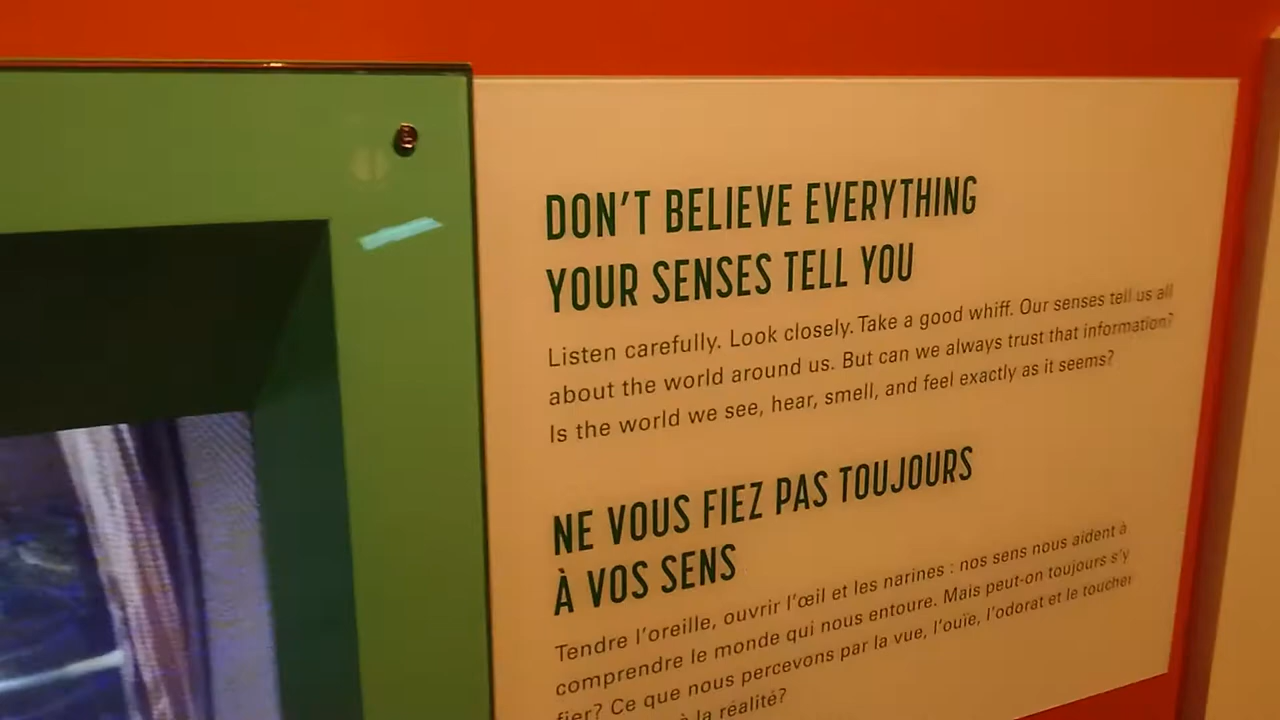 DON'T BELIEVE EVERYTHING
YOUR SENSES TELL YOU
Listen carefully. Look closely. Take a good whiff. Our senses tell us all
about the world around us. But can we always trust that information?
Is the world we see, hear, smell, and feel exactly as it seems?
NE VOUS FIEZ PAS TOUJOURS
À VOS SENS
Tendre l'oreille, ouvrir l'œil et les narines : nos sens nous aident à
comprendre le monde qui nous entoure. Mais peut-on toujours s'y
fier? Ce que nous percevons par la vue, l'ouïe, l'odorat et le toucher
à la réalité?